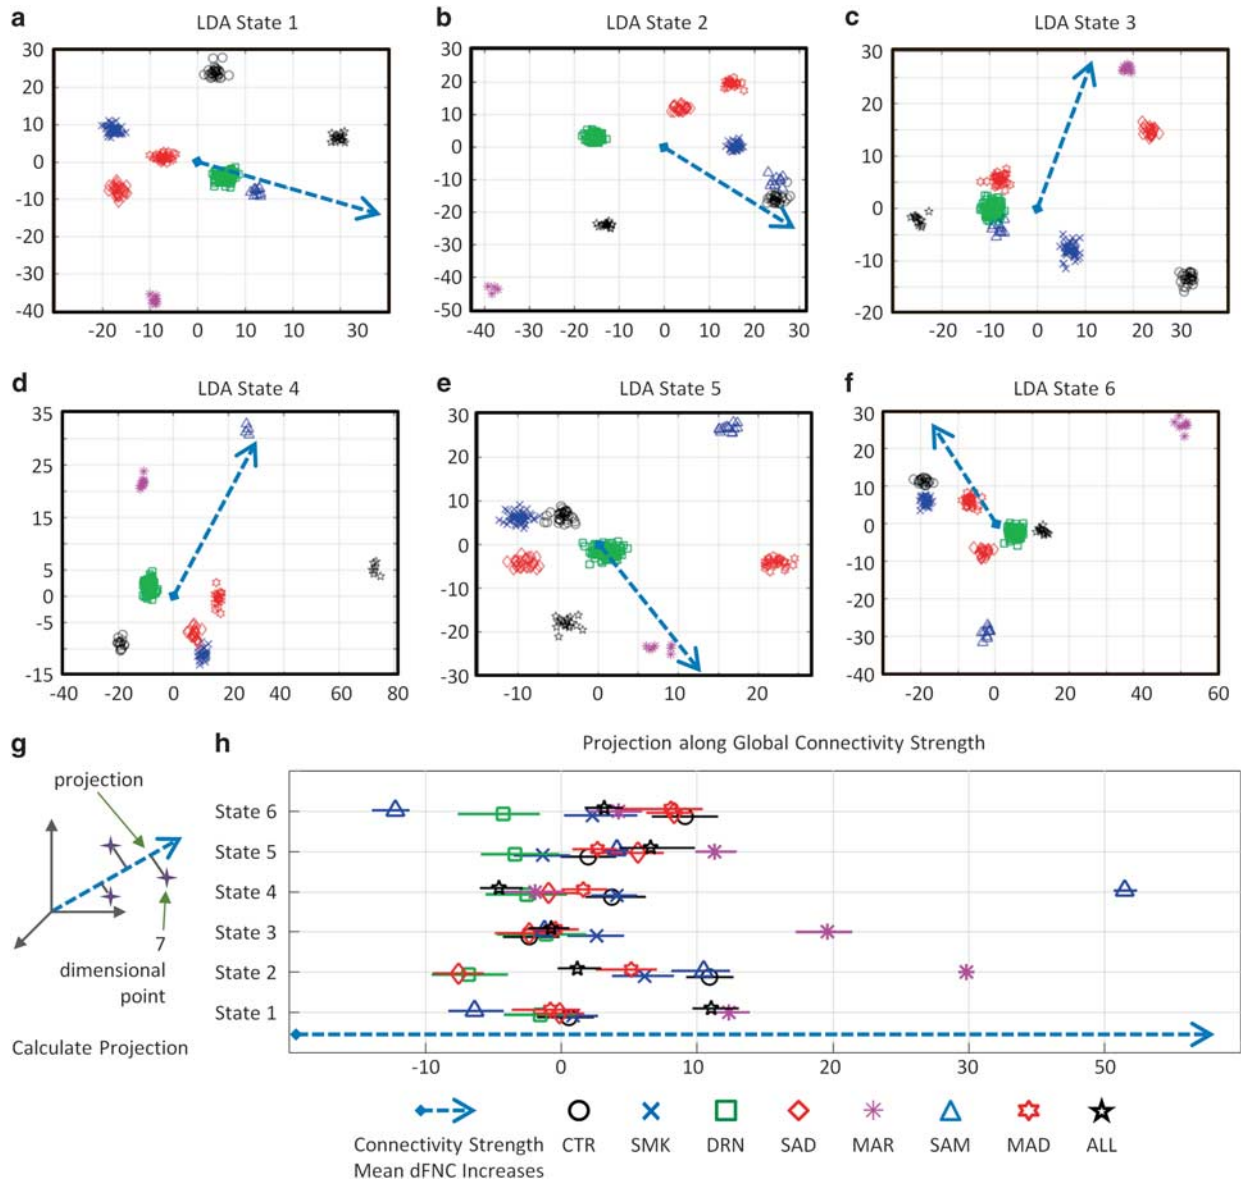 a LDA State 1
30
20
10
0
-10
-20
-30
-40
-20 -10 0 10 10 30
b LDA State 2
40
30
20
10
0
-10
-20
-30
-40
-50
-40 -30 -20 -10 0 10 20 30
c LDA State 3
30
20
10
0
-10
-20
-20 -10 0 10 20 30
d LDA State 4
35
25
15
5
0
-5
-15
-40 -20 0 20 40 60 80
e LDA State 5
30
20
10
0
-10
-20
-30
-10 0 10 20
f LDA State 6
30
20
10
0
-10
-20
-30
-40
-20 0 20 40 60
g
projection
7
dimensional
point
Calculate Projection
h Projection along Global Connectivity Strength
State 6
State 5
State 4
State 3
State 2
State 1
-10 0 10 20 30 50
CTR SMK DRN SAD MAR SAM MAD ALL
Connectivity Strength
Mean dFNC Increases